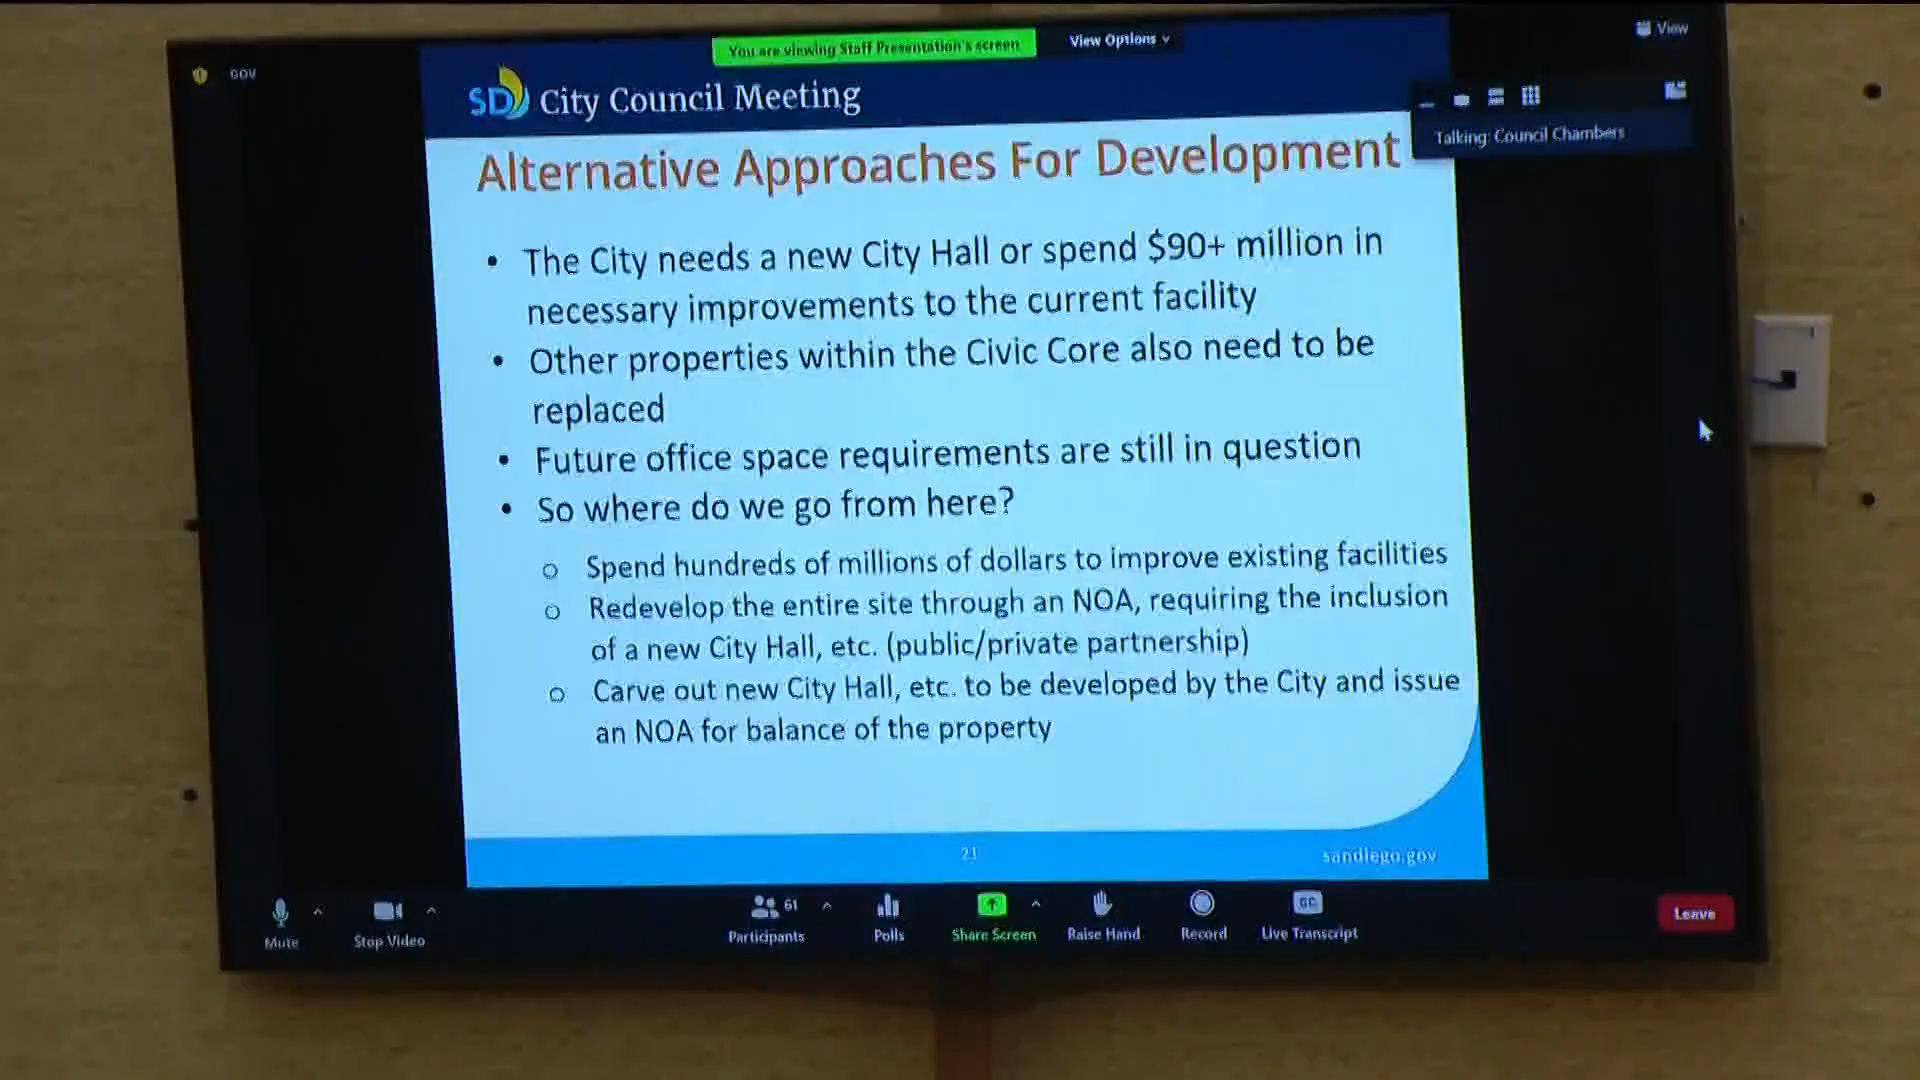 GOV
You are viewing Staff Presentation's screen
View Options
View
SD City Council Meeting
Talking: Council Chambers
Alternative Approaches For Development
• The City needs a new City Hall or spend $90+ million in
necessary improvements to the current facility
• Other properties within the Civic Core also need to be
replaced
• Future office space requirements are still in question
• So where do we go from here?
o Spend hundreds of millions of dollars to improve existing facilities
o Redevelop the entire site through an NOA, requiring the inclusion
of a new City Hall, etc. (public/private partnership)
o Carve out new City Hall, etc. to be developed by the City and issue
an NOA for balance of the property
21
sandiego.gov
Mute
Stop Video
61
Participants
Polls
Share Screen
Raise Hand
Record
CC
Live Transcript
Leave